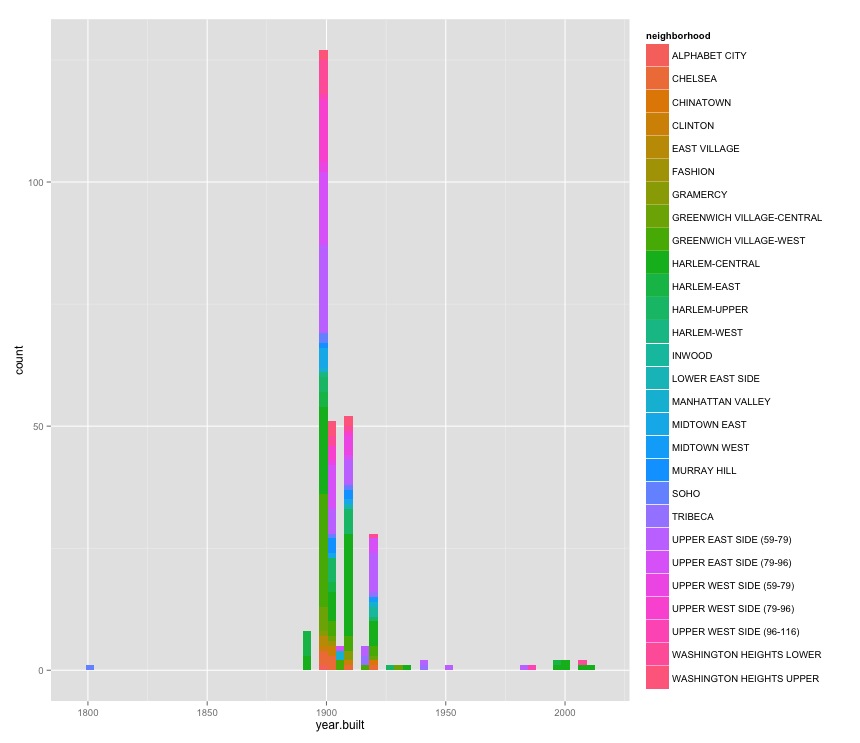 neighborhood
ALPHABET CITY
CHELSEA
CHINATOWN
CLINTON
EAST VILLAGE
FASHION
GRAMERCY
GREENWICH VILLAGE-CENTRAL
GREENWICH VILLAGE-WEST
HARLEM-CENTRAL
HARLEM-EAST
HARLEM-UPPER
HARLEM-WEST
INWOOD
LOWER EAST SIDE
MANHATTAN VALLEY
MIDTOWN EAST
MIDTOWN WEST
MURRAY HILL
SOHO
TRIBECA
UPPER EAST SIDE (59-79)
UPPER EAST SIDE (79-96)
UPPER WEST SIDE (59-79)
UPPER WEST SIDE (79-96)
UPPER WEST SIDE (96-116)
WASHINGTON HEIGHTS LOWER
WASHINGTON HEIGHTS UPPER
100
50
0
count
1800 1850 1900 1950 2000
year.built